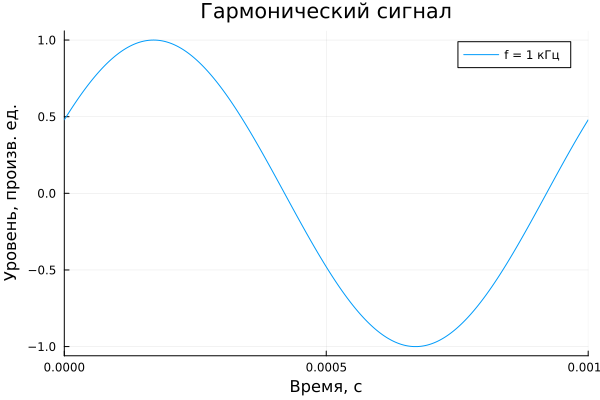 Гармонический сигнал
f = 1 кГц
Уровень, произв. ед.
1.0
0.5
0.0
−0.5
−1.0
0.0000
0.0005
0.001
Время, с